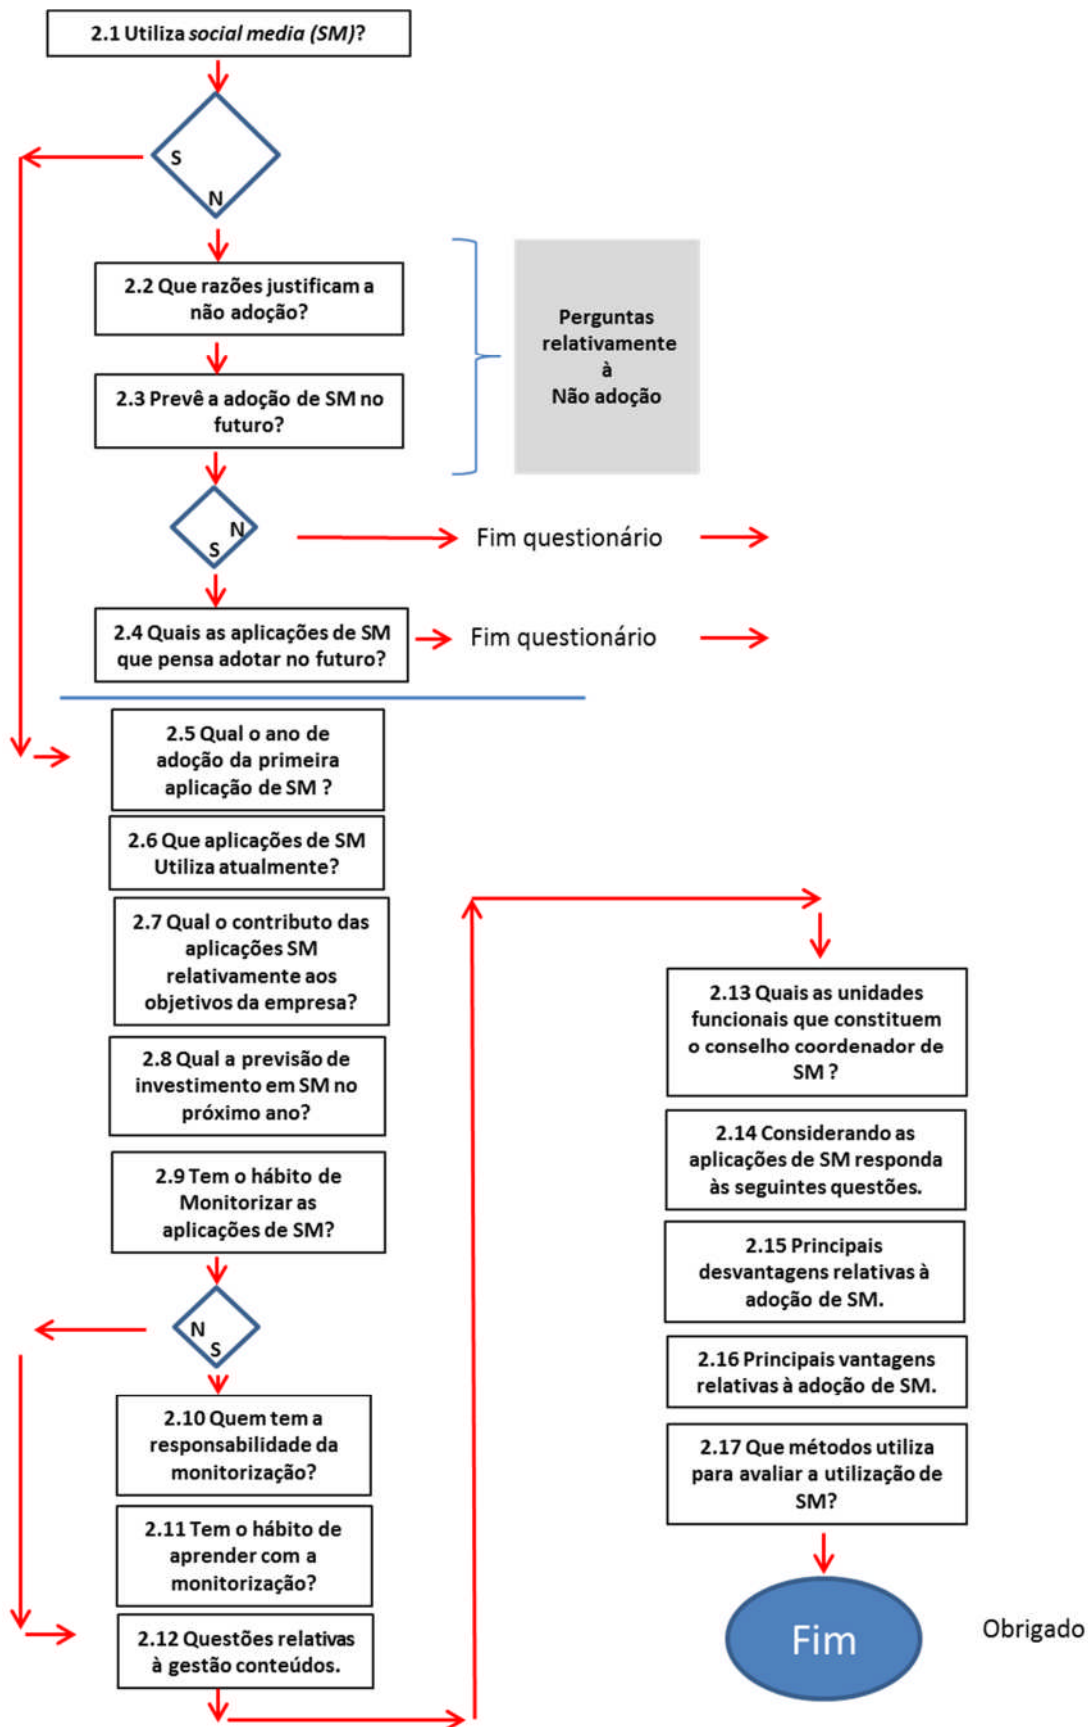 2.1 Utiliza social media (SM)?
S
N
2.2 Que razões justificam a
não adoção?
Perguntas
relativamente
à
Não adoção
2.3 Prevê a adoção de SM no
futuro?
N
S
Fim questionário
2.4 Quais as aplicações de SM
que pensa adotar no futuro?
Fim questionário
2.5 Qual o ano de
adoção da primeira
aplicação de SM ?
2.6 Que aplicações de SM
Utiliza atualmente?
2.7 Qual o contributo das
aplicações SM
relativamente aos
objetivos da empresa?
2.8 Qual a previsão de
investimento em SM no
próximo ano?
2.9 Tem o hábito de
Monitorizar as
aplicações de SM?
N
S
2.10 Quem tem a
responsabilidade da
monitorização?
2.11 Tem o hábito de
aprender com a
monitorização?
2.12 Questões relativas
à gestão conteúdos.
2.13 Quais as unidades
funcionais que constituem
o conselho coordenador de
SM ?
2.14 Considerando as
aplicações de SM responda
às seguintes questões.
2.15 Principais
desvantagens relativas à
adoção de SM.
2.16 Principais vantagens
relativas à adoção de SM.
2.17 Que métodos utiliza
para avaliar a utilização de
SM?
Fim
Obrigado